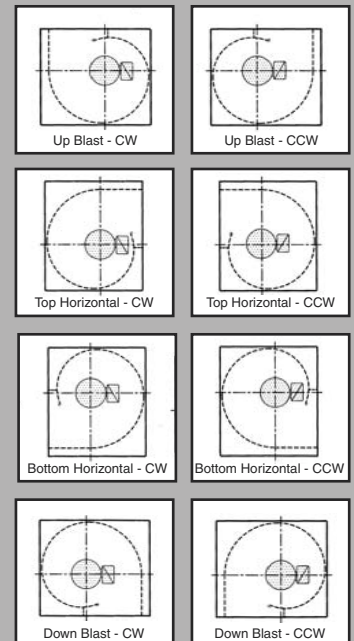 Up Blast - CW
Up Blast - CCW
Top Horizontal - CW
Top Horizontal - CCW
Bottom Horizontal - CW
Bottom Horizontal - CCW
Down Blast - CW
Down Blast - CCW